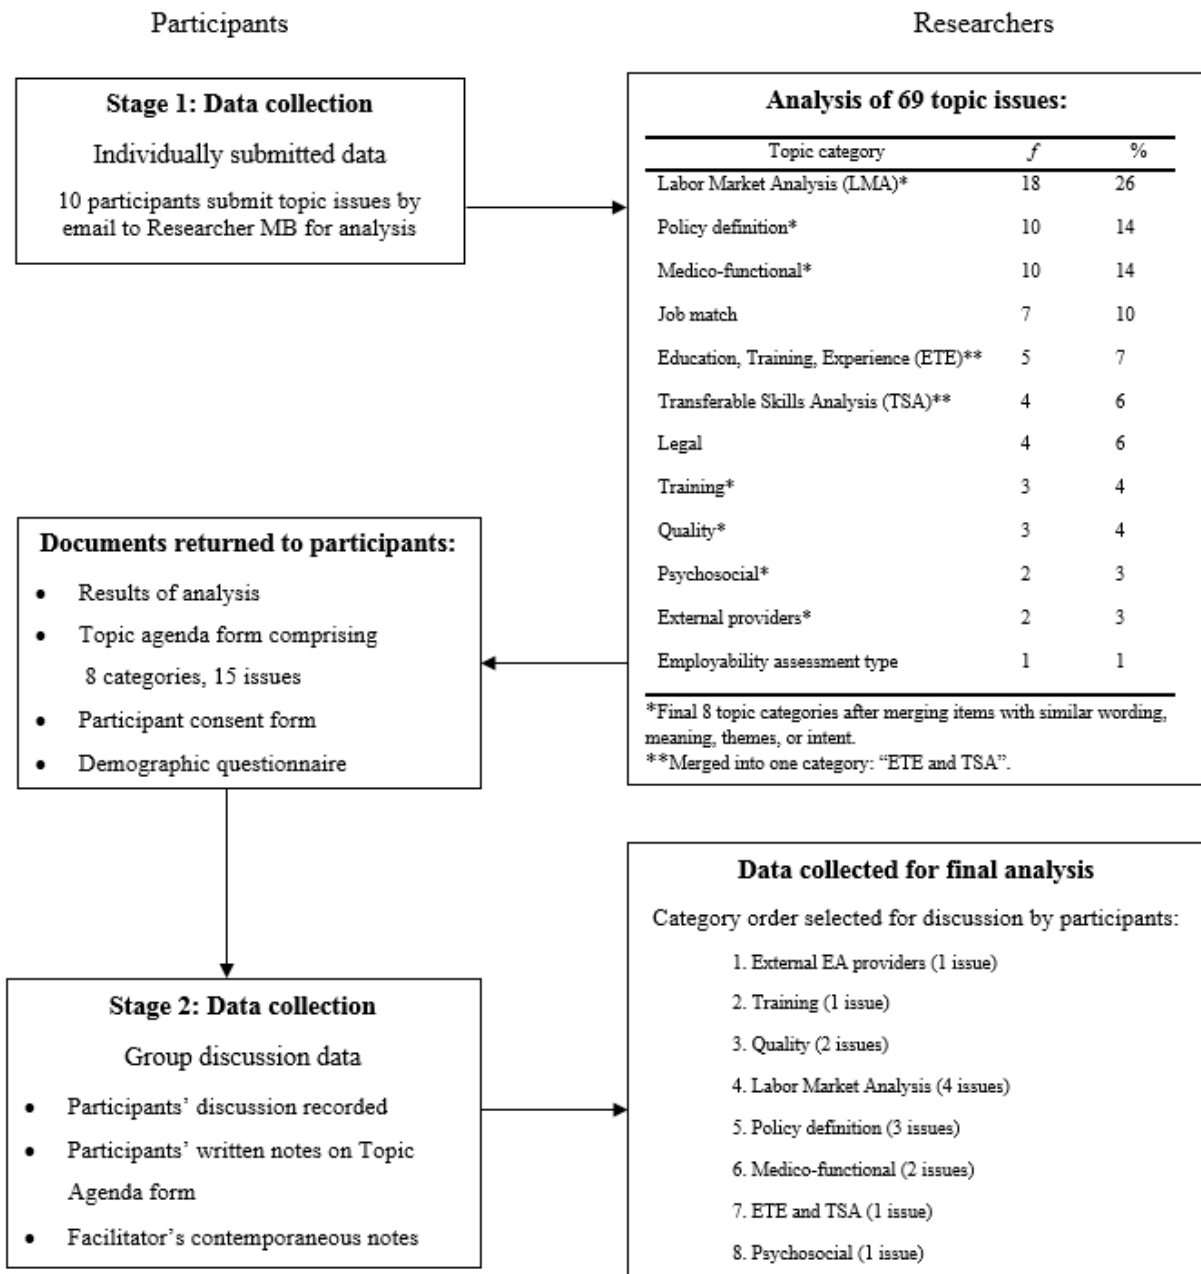 Participants
Researchers
Stage 1: Data collection
Individually submitted data
10 participants submit topic issues by
email to Researcher MB for analysis
Analysis of 69 topic issues:
Topic category f %
Labor Market Analysis (LMA)* 18 26
Policy definition* 10 14
Medico-functional* 10 14
Job match 7 10
Education, Training, Experience (ETE)** 5 7
Transferable Skills Analysis (TSA)** 4 6
Legal 4 6
Training* 3 4
Quality* 3 4
Psychosocial* 2 3
External providers* 2 3
Employability assessment type 1 1
*Final 8 topic categories after merging items with similar wording,
meaning, themes, or intent.
**Merged into one category: “ETE and TSA”.
Documents returned to participants:
• Results of analysis
• Topic agenda form comprising
8 categories, 15 issues
• Participant consent form
• Demographic questionnaire
Stage 2: Data collection
Group discussion data
• Participants’ discussion recorded
• Participants’ written notes on Topic
Agenda form
• Facilitator’s contemporaneous notes
Data collected for final analysis
Category order selected for discussion by participants:
1. External EA providers (1 issue)
2. Training (1 issue)
3. Quality (2 issues)
4. Labor Market Analysis (4 issues)
5. Policy definition (3 issues)
6. Medico-functional (2 issues)
7. ETE and TSA (1 issue)
8. Psychosocial (1 issue)